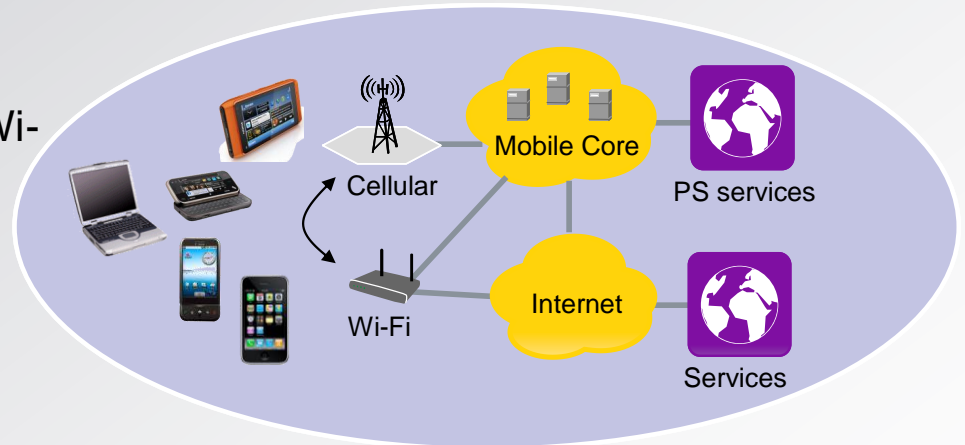 Wi-
Cellular
Mobile Core
PS services
Wi-Fi
Internet
Services